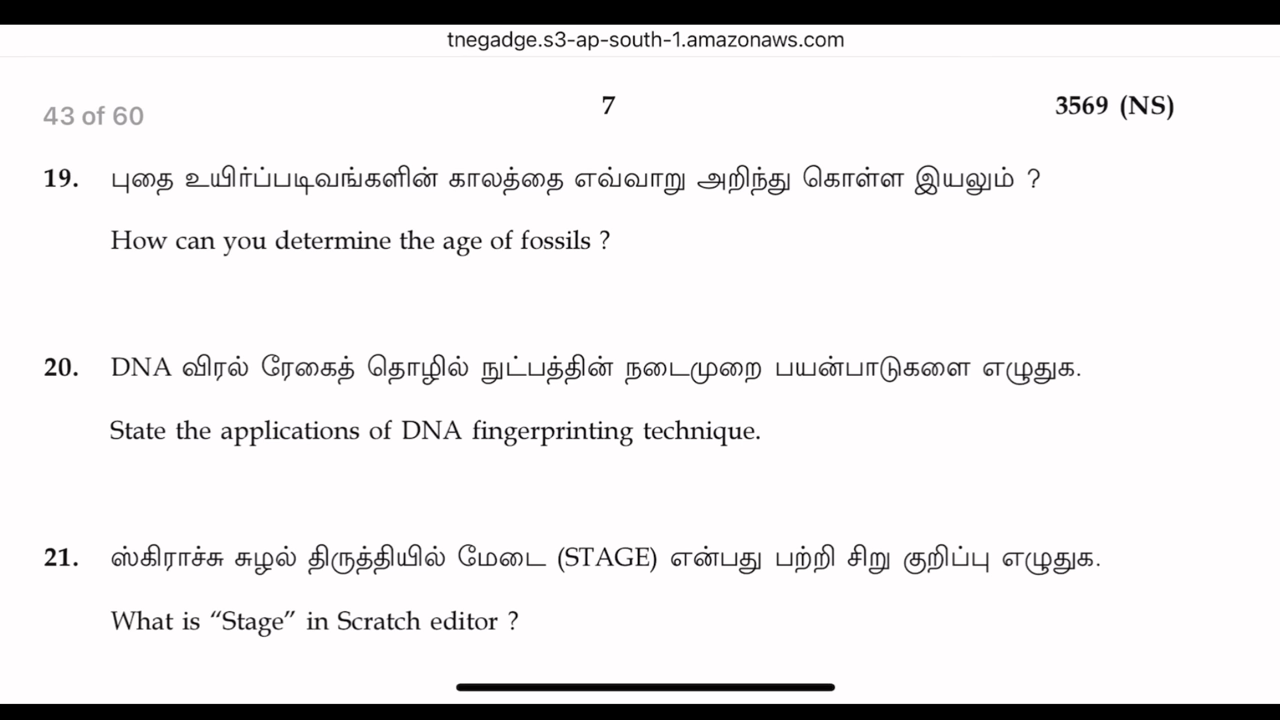 tnegadge.s3-ap-south-1.amazonaws.com
43 of 60 7 3569 (NS)
19. புதை உயிர்ப்படிவங்களின் காலத்தை எவ்வாறு அறிந்து கொள்ள இயலும் ?
How can you determine the age of fossils ?
20. DNA விரல் ரேகைத் தொழில் நுட்பத்தின் நடைமுறை பயன்பாடுகளை எழுதுக.
State the applications of DNA fingerprinting technique.
21. ஸ்கிராச்சு சுழல் திருத்தியில் மேடை (STAGE) என்பது பற்றி சிறு குறிப்பு எழுதுக.
What is “Stage” in Scratch editor ?